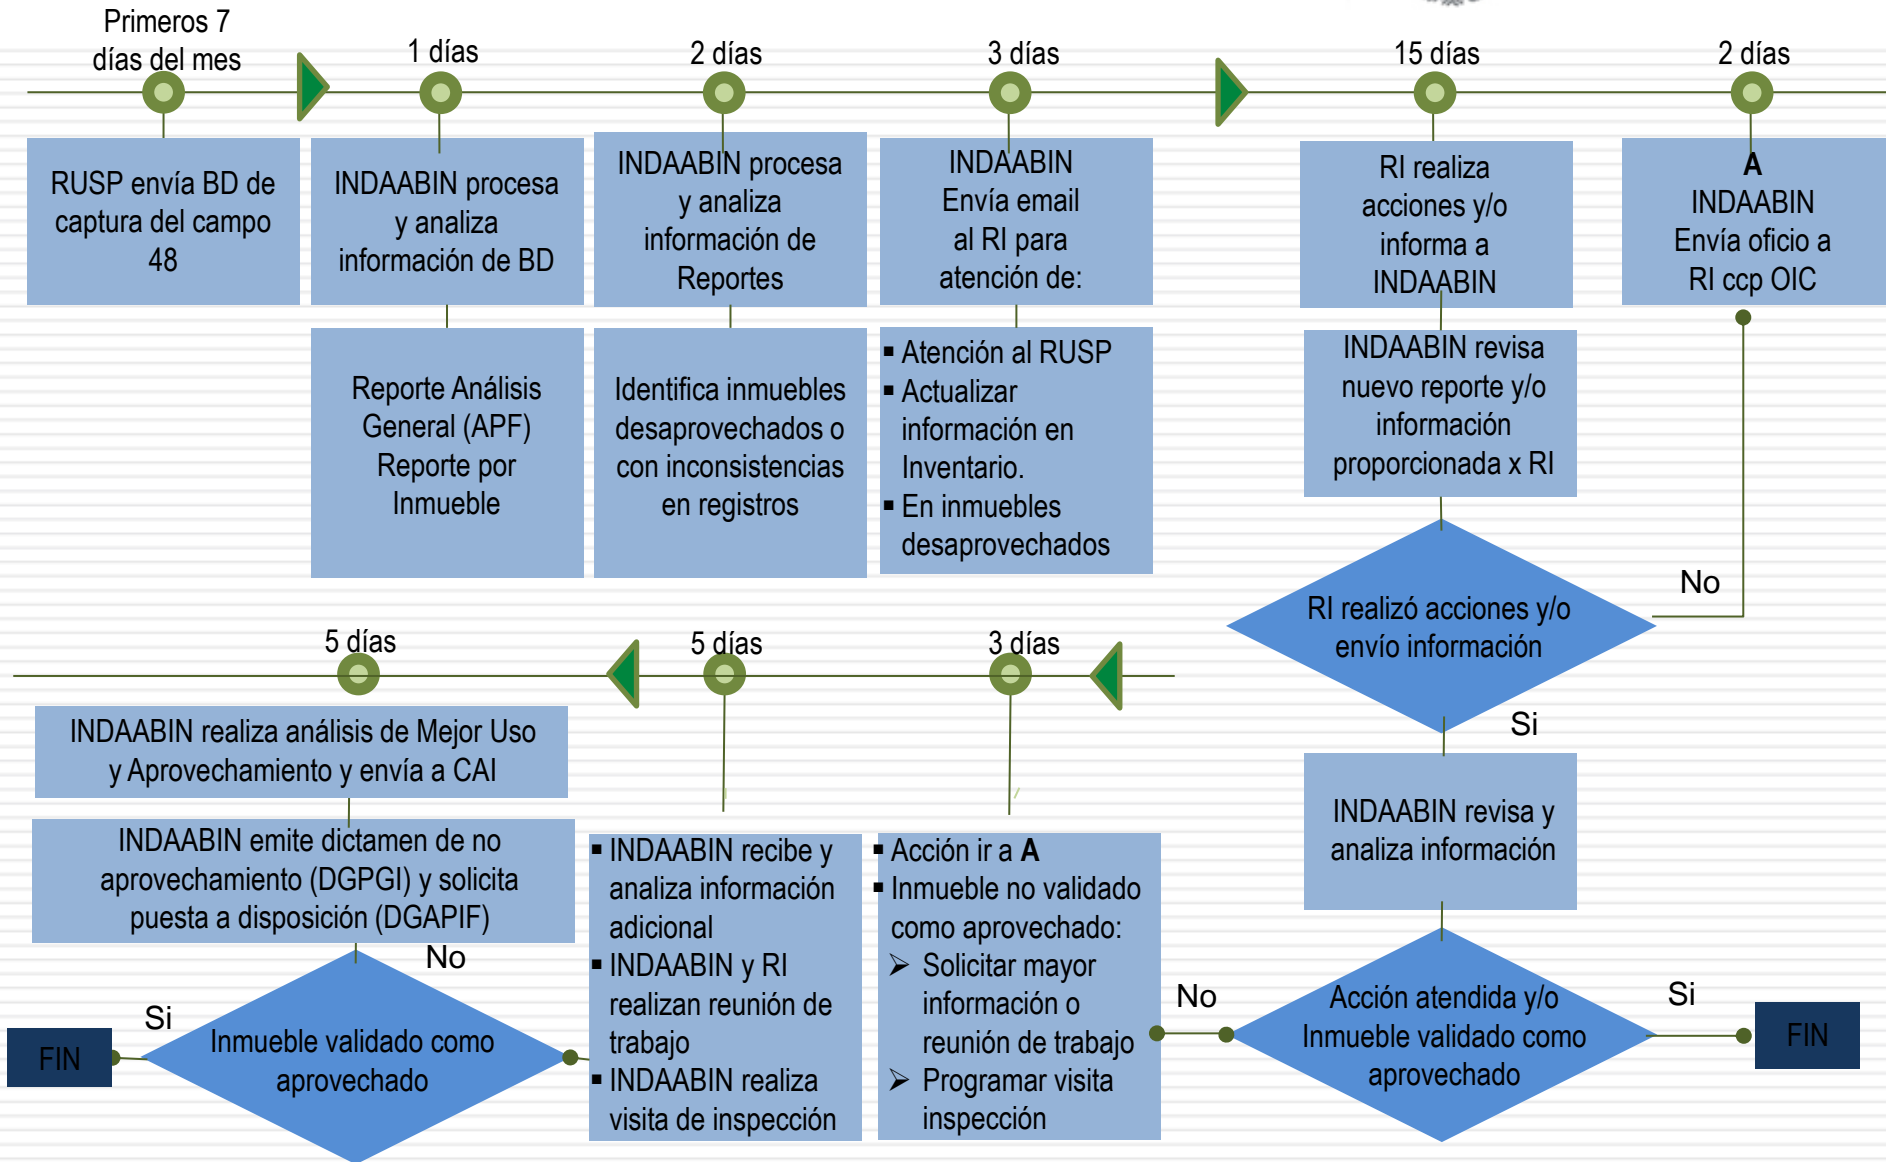 Primeros 7
días del mes
1 días
2 días
3 días
15 días
2 días
RUSP envía BD de
captura del campo
48
INDAABIN procesa
y analiza
información de BD
INDAABIN procesa
y analiza
información de
Reportes
INDAABIN
Envía email
al RI para
atención de:
RI realiza
acciones y/o
informa a
INDAABIN
A
INDAABIN
Envía oficio a
RI ccp OIC
Reporte Análisis
General (APF)
Reporte por
Inmueble
Identifica inmuebles
desaprovechados o
con inconsistencias
en registros
▪ Atención al RUSP
▪ Actualizar
información en
Inventario.
▪ En inmuebles
desaprovechados
INDAABIN revisa
nuevo reporte y/o
información
proporcionada x RI
RI realizó acciones y/o
envío información
No
Si
INDAABIN revisa y
analiza información
Acción atendida y/o
Inmueble validado como
aprovechado
Si
FIN
No
3 días
▪ Acción ir a A
▪ Inmueble no validado
como aprovechado:
➢ Solicitar mayor
información o
reunión de trabajo
➢ Programar visita
inspección
5 días
▪ INDAABIN recibe y
analiza información
adicional
▪ INDAABIN y RI
realizan reunión de
trabajo
▪ INDAABIN realiza
visita de inspección
5 días
INDAABIN realiza análisis de Mejor Uso
y Aprovechamiento y envía a CAI
INDAABIN emite dictamen de no
aprovechamiento (DGPGI) y solicita
puesta a disposición (DGAPIF)
No
Inmueble validado como
aprovechado
Si
FIN